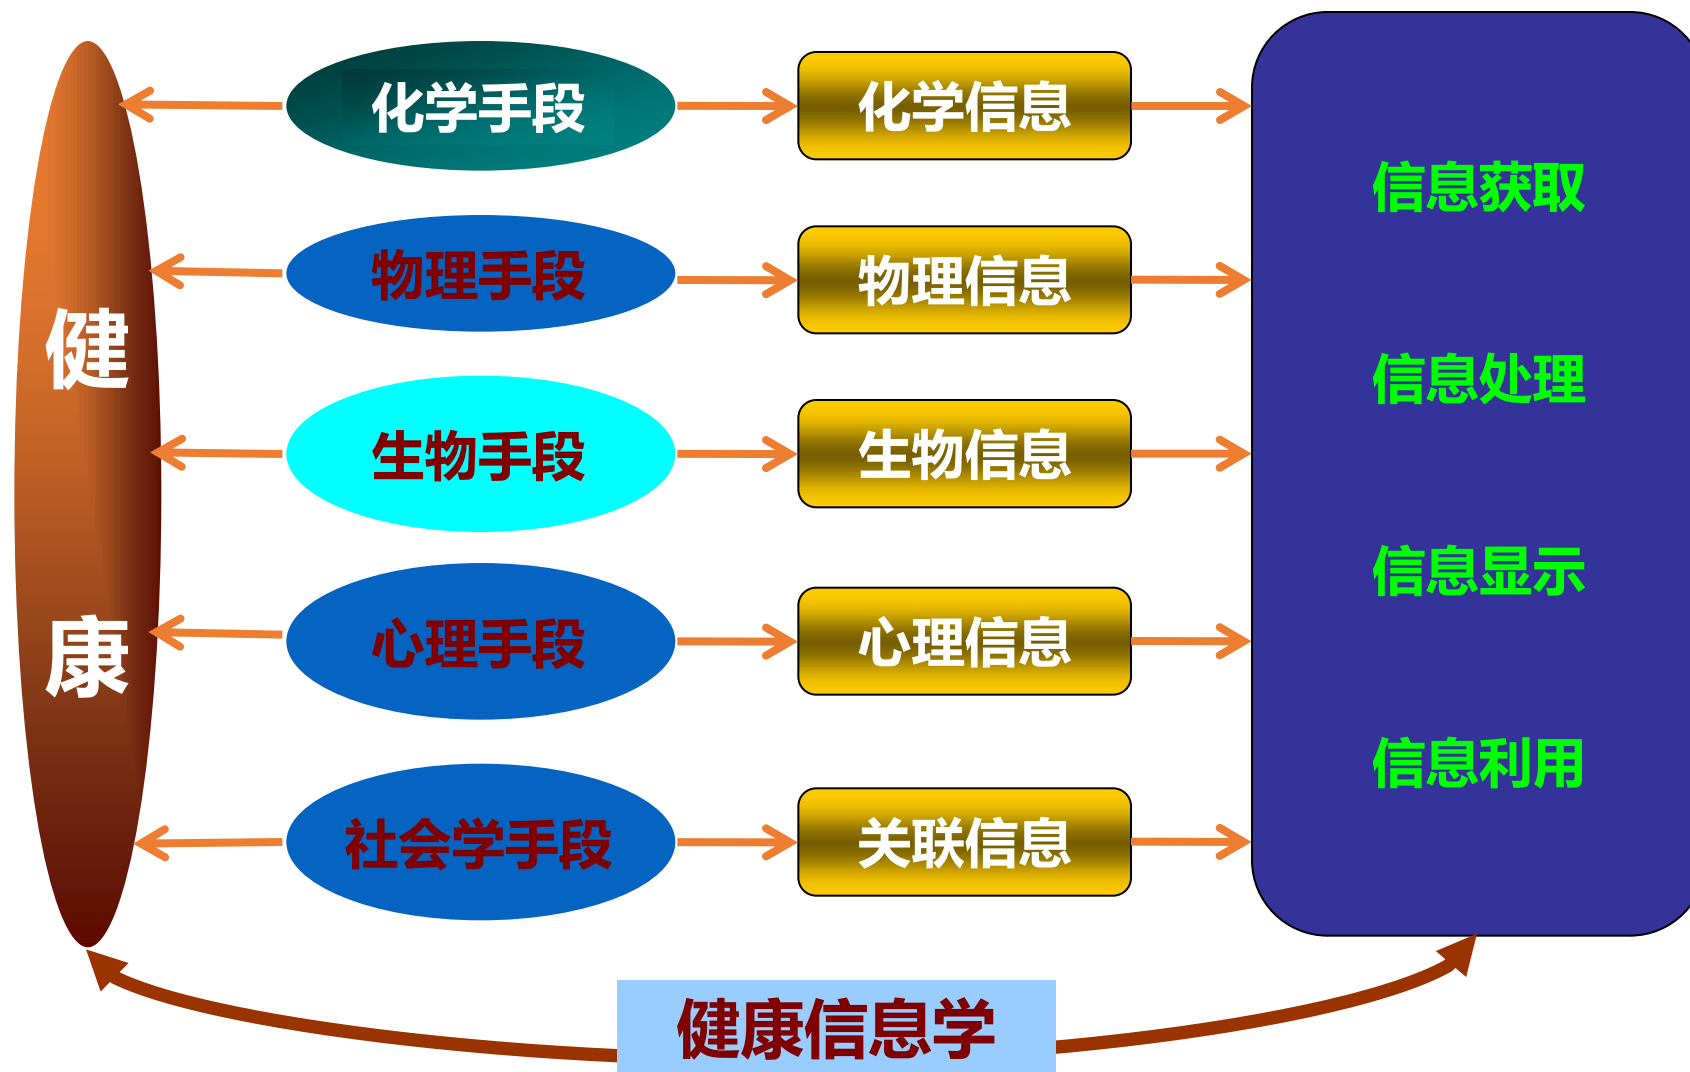 健
康
化学手段
物理手段
生物手段
心理手段
社会学手段
化学信息
物理信息
生物信息
心理信息
关联信息
信息获取
信息处理
信息显示
信息利用
健康信息学